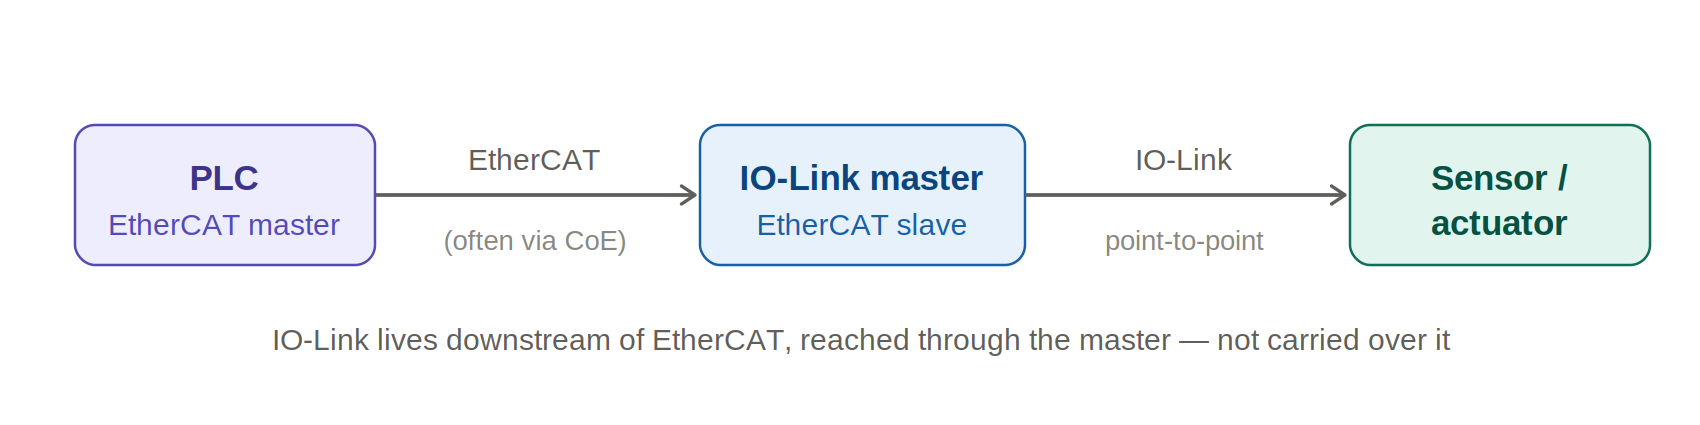 PLC
EtherCAT master
EtherCAT
(often via CoE)
IO-Link master
EtherCAT slave
IO-Link
point-to-point
Sensor /
actuator
IO-Link lives downstream of EtherCAT, reached through the master — not carried over it